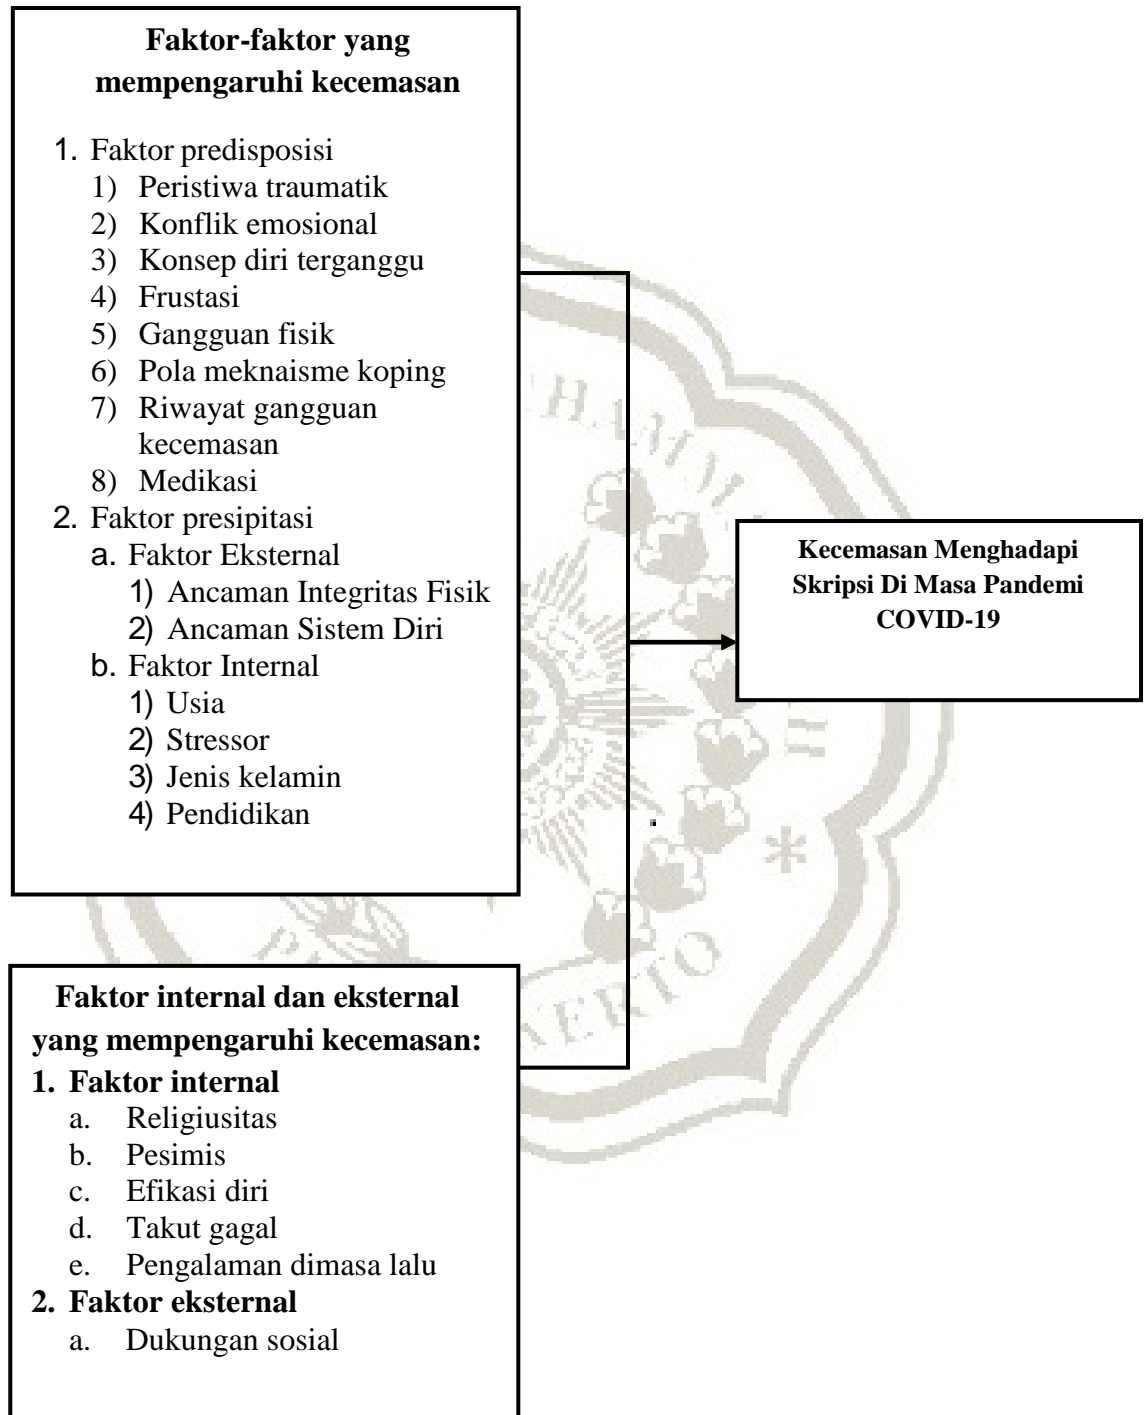 Faktor-faktor yang
mempengaruhi kecemasan
1. Faktor predisposisi
1) Peristiwa traumatik
2) Konflik emosional
3) Konsep diri terganggu
4) Frustasi
5) Gangguan fisik
6) Pola meknaisme koping
7) Riwayat gangguan
kecemasan
8) Medikasi
2. Faktor presipitasi
a. Faktor Eksternal
1) Ancaman Integritas Fisik
2) Ancaman Sistem Diri
b. Faktor Internal
1) Usia
2) Stressor
3) Jenis kelamin
4) Pendidikan
Kecemasan Menghadapi
Skripsi Di Masa Pandemi
COVID-19
Faktor internal dan eksternal
yang mempengaruhi kecemasan:
1. Faktor internal
a. Religiusitas
b. Pesimis
c. Efikasi diri
d. Takut gagal
e. Pengalaman dimasa lalu
2. Faktor eksternal
a. Dukungan sosial